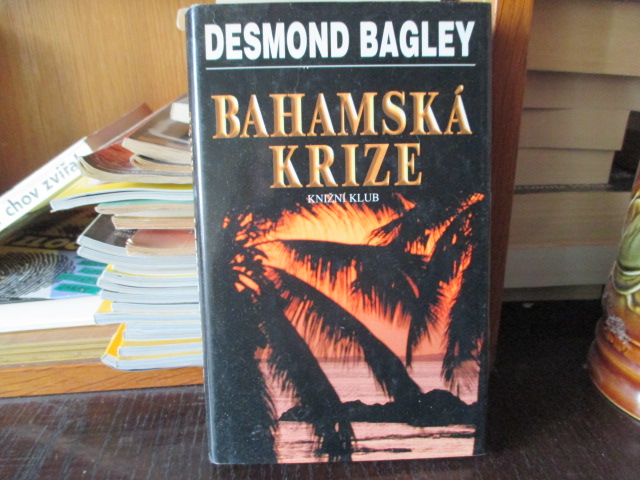 DESMOND BAGLEY
BAHAMSKÁ
KRIZE
KNIŽNÍ KLUB
chov zvířa